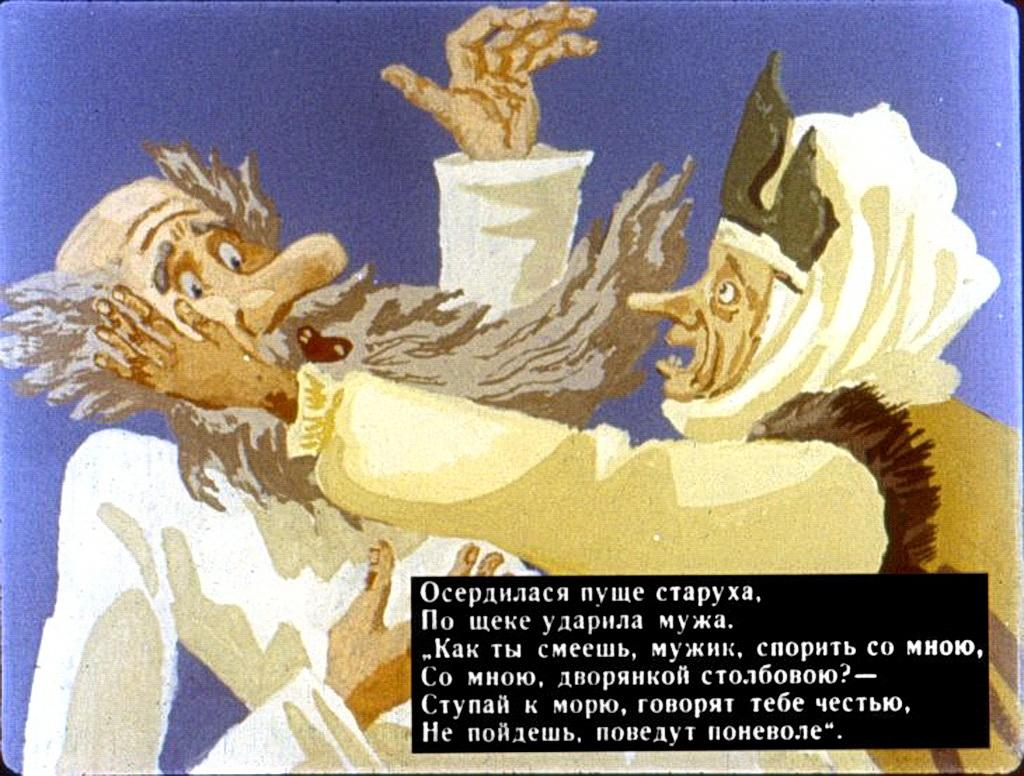 Осердилася пуще старуха,
По щеке ударила мужа.
„Как ты смеешь, мужик, спорить со мною,
Со мною, дворянкой столбовою?—
Ступай к морю, говорят тебе честью,
Не пойдешь, поведут поневоле“.